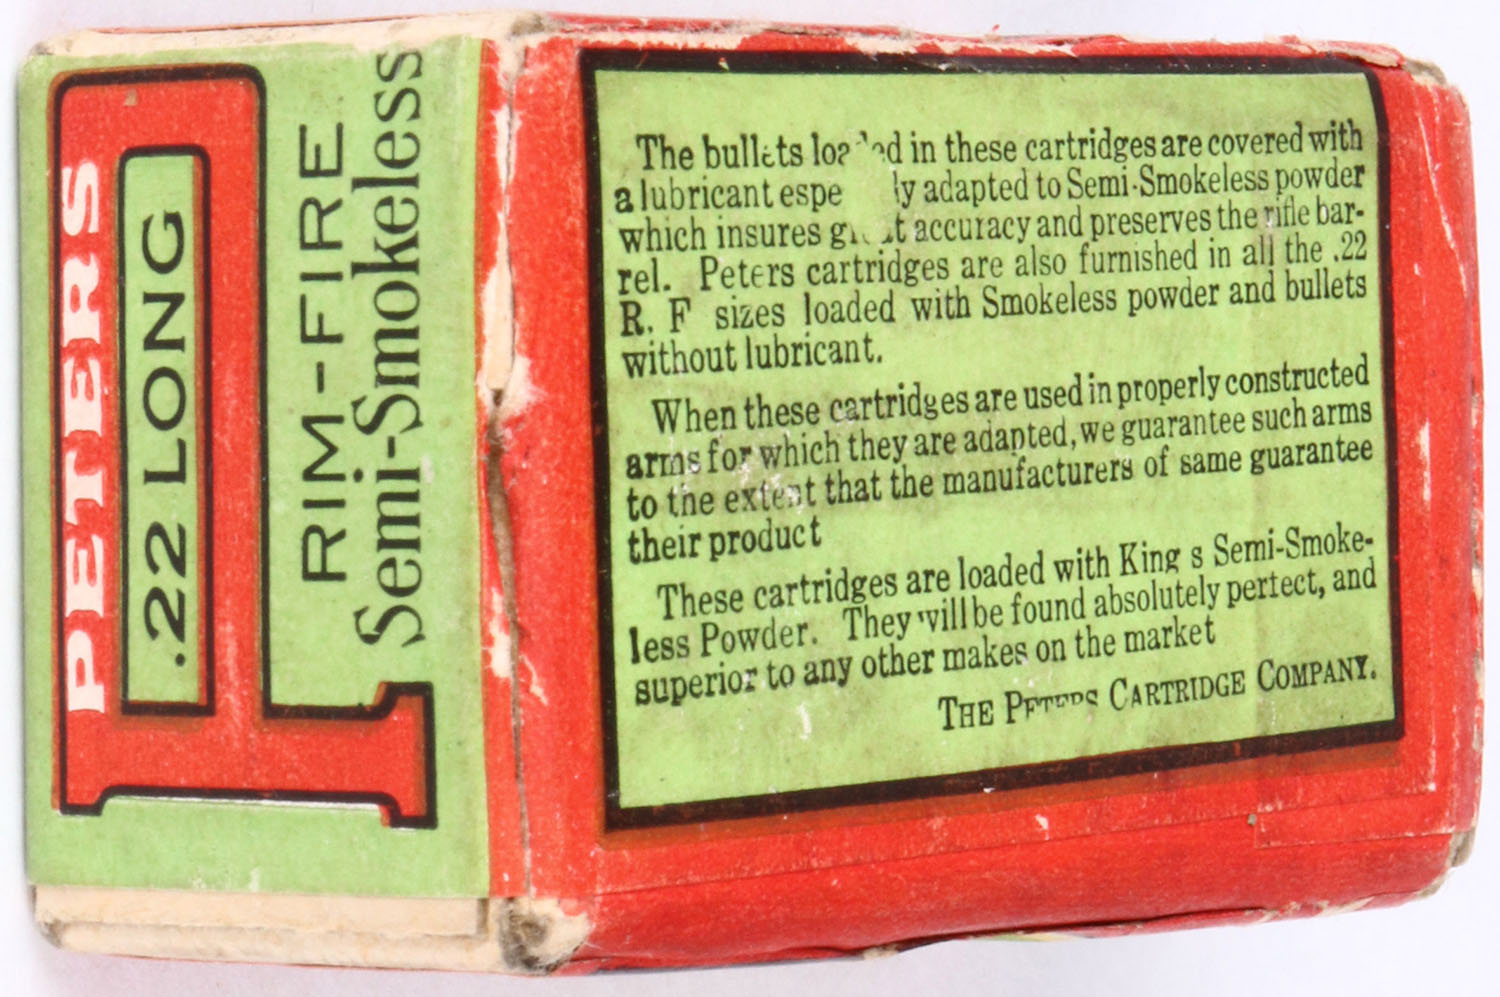 PETERS
.22 LONG
RIM-FIRE
Semi-Smokeless
The bullets loaded in these cartridges are covered with
a lubricant espe ly adapted to Semi-Smokeless powder
which insures great accuracy and preserves the rifle bar-
rel. Peters cartridges are also furnished in all the .22
R. F sizes loaded with Smokeless powder and bullets
without lubricant.
When these cartridges are used in properly constructed
arms for which they are adapted, we guarantee such arms
to the extent that the manufacturers of same guarantee
their product
These cartridges are loaded with King s Semi-Smoke-
less Powder. They will be found absolutely perfect, and
superior to any other makes on the market
THE PETERS CARTRIDGE COMPANY.